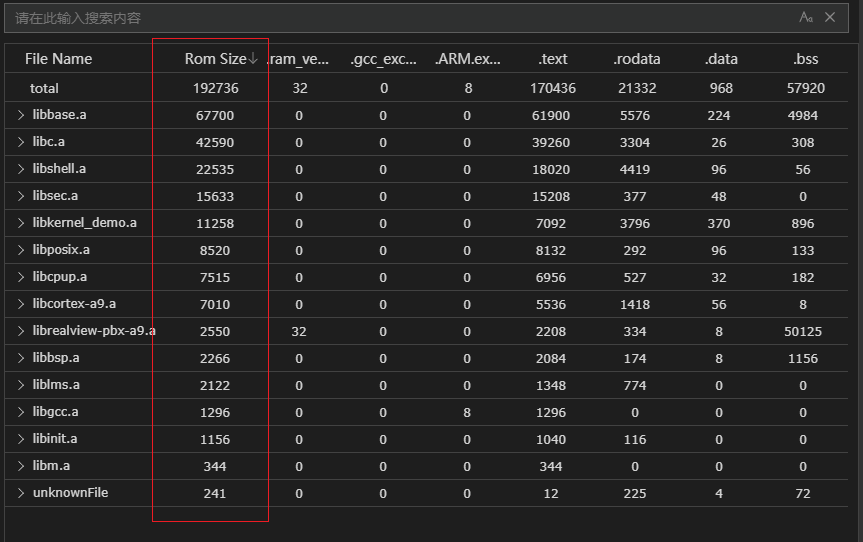 请在此输入搜索内容 Aa
File Name Rom Size↓ .ram_ve... .gcc_exc... .ARM.ex... .text .rodata .data .bss
total 192736 32 0 8 170436 21332 968 57920
libbase.a 67700 0 0 0 61900 5576 224 4984
libc.a 42590 0 0 0 39260 3304 26 308
libshell.a 22535 0 0 0 18020 4419 96 56
libsec.a 15633 0 0 0 15208 377 48 0
libkernel_demo.a 11258 0 0 0 7092 3796 370 896
libposix.a 8520 0 0 0 8132 292 96 133
libcpup.a 7515 0 0 0 6956 527 32 182
libcortex-a9.a 7010 0 0 0 5536 1418 56 8
librealview-pbx-a9.a 2550 32 0 0 2208 334 8 50125
libbsp.a 2266 0 0 0 2084 174 8 1156
liblms.a 2122 0 0 0 1348 774 0 0
libgcc.a 1296 0 0 8 1296 0 0 0
libinit.a 1156 0 0 0 1040 116 0 0
libm.a 344 0 0 0 344 0 0 0
unknownFile 241 0 0 0 12 225 4 72